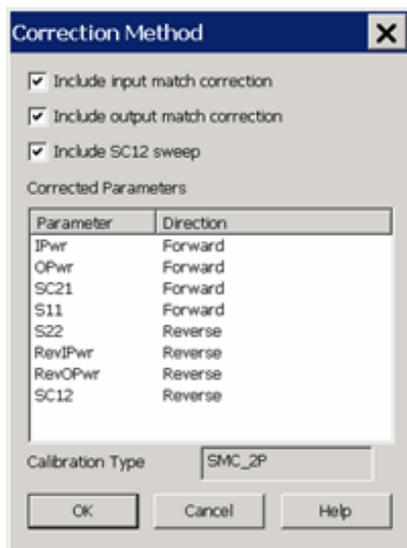 Correction Method
Include input match correction
Include output match correction
Include SC12 sweep
Corrected Parameters
Parameter Direction
IPwr Forward
OPwr Forward
SC21 Forward
S11 Forward
S22 Reverse
RevIPwr Reverse
RevOPwr Reverse
SC12 Reverse
Calibration Type SMC_2P
OK Cancel Help